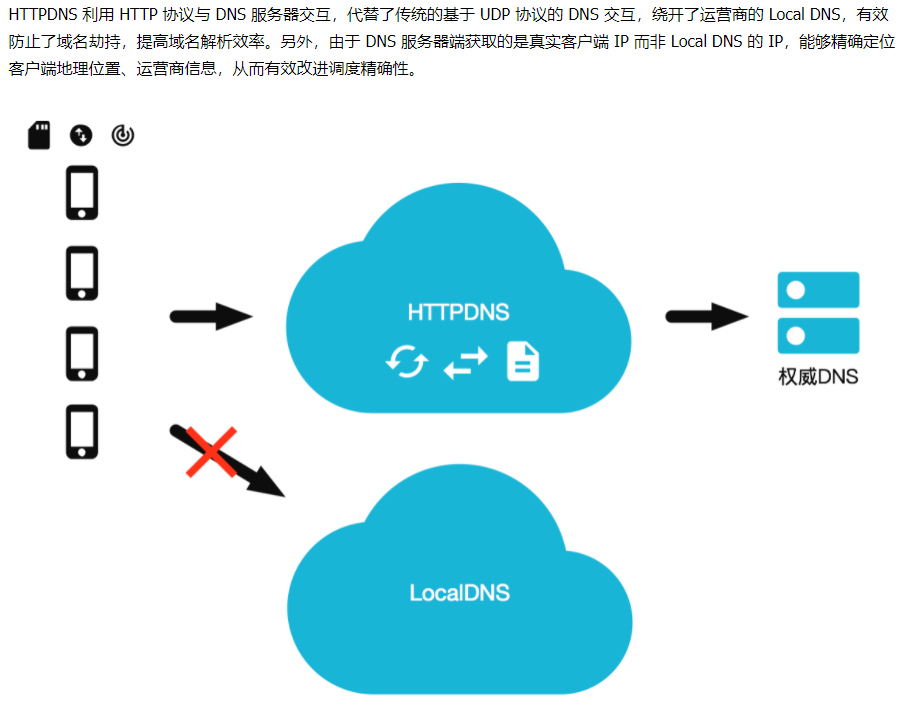 HTTPDNS 利用 HTTP 协议与 DNS 服务器交互，代替了传统的基于 UDP 协议的 DNS 交互，绕开了运营商的 Local DNS，有效
防止了域名劫持，提高域名解析效率。另外，由于 DNS 服务器端获取的是真实客户端 IP 而非 Local DNS 的 IP，能够精确定位
客户端地理位置、运营商信息，从而有效改进调度精确性。
HTTPDNS
权威DNS
LocalDNS